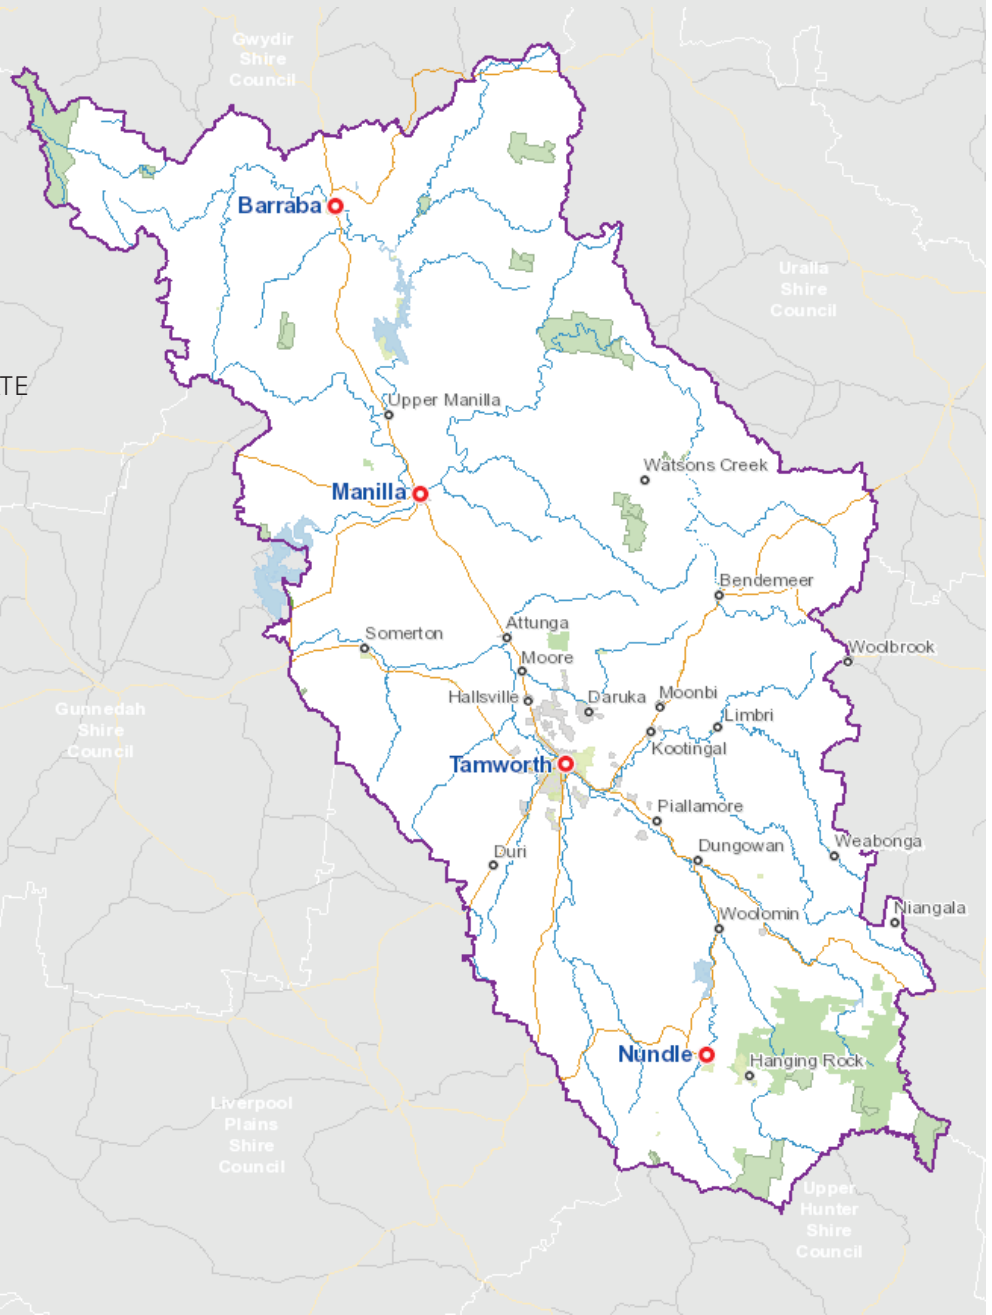 Gwydir
Shire
Council
Barraba
Uralla
Shire
Council
TE
Upper Manilla
Watsons Creek
Manilla
Bendemeer
Attunga
Somerton
Woolbrook
Moore
Hallsville
Daruka
Moonbi
Limbri
Gunnedah
Shire
Council
Kootingal
Tamworth
Piallamore
Weabonga
Dungowan
Duri
Niangala
Woolomin
Nundle
Hanging Rock
Liverpool
Plains
Shire
Council
Upper
Hunter
Shire
Council